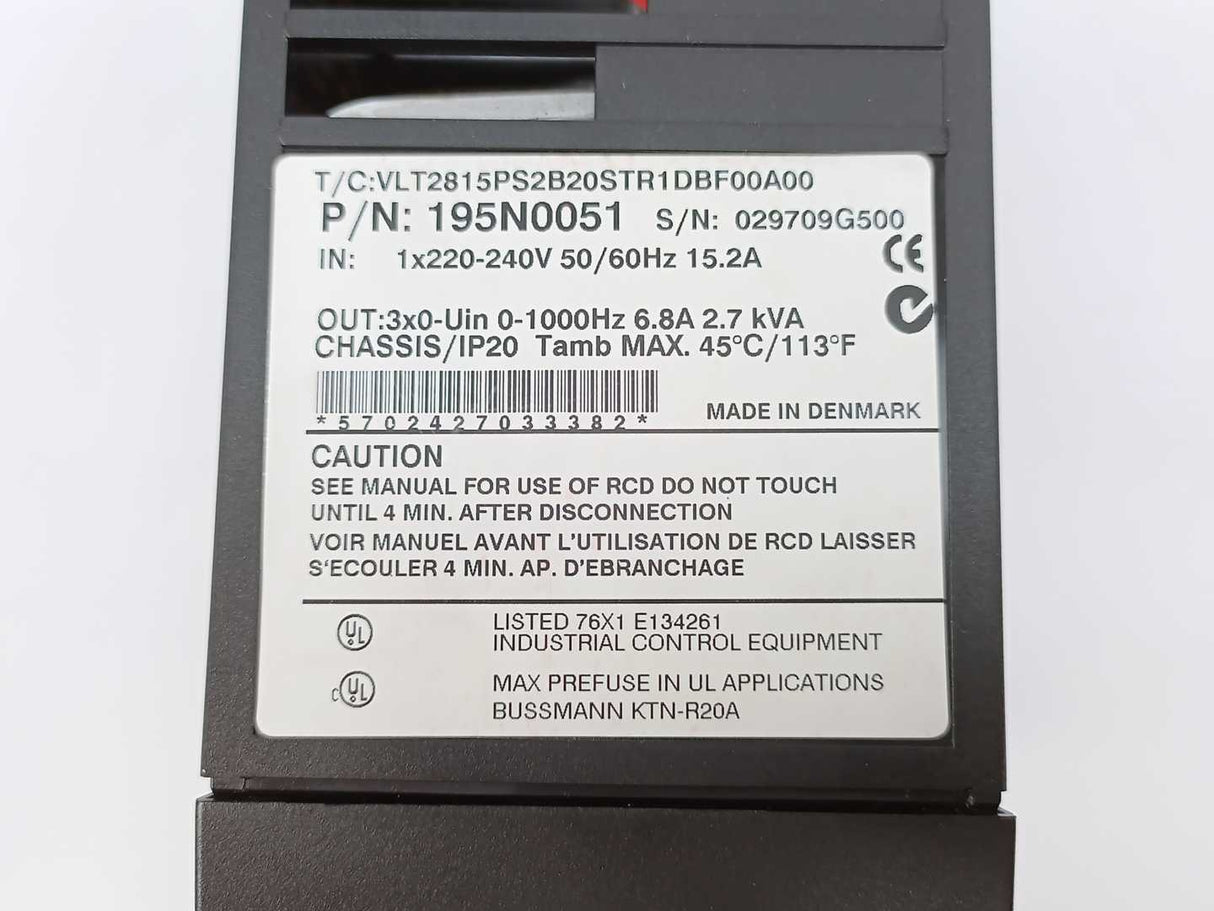 T/C:VLT2815PS2B20STR1DBF00A00
P/N: 195N0051 S/N: 029709G500
IN: 1x220-240V 50/60Hz 15.2A
CE
OUT:3x0-Uin 0-1000Hz 6.8A 2.7 kVA
CHASSIS/IP20 Tamb MAX. 45°C/113°F
*5702427033382*
MADE IN DENMARK
CAUTION
SEE MANUAL FOR USE OF RCD DO NOT TOUCH
UNTIL 4 MIN. AFTER DISCONNECTION
VOIR MANUEL AVANT L'UTILISATION DE RCD LAISSER
S'ECOULER 4 MIN. AP. D'EBRANCHAGE
UL LISTED 76X1 E134261
INDUSTRIAL CONTROL EQUIPMENT
cUL MAX PREFUSE IN UL APPLICATIONS
BUSSMANN KTN-R20A